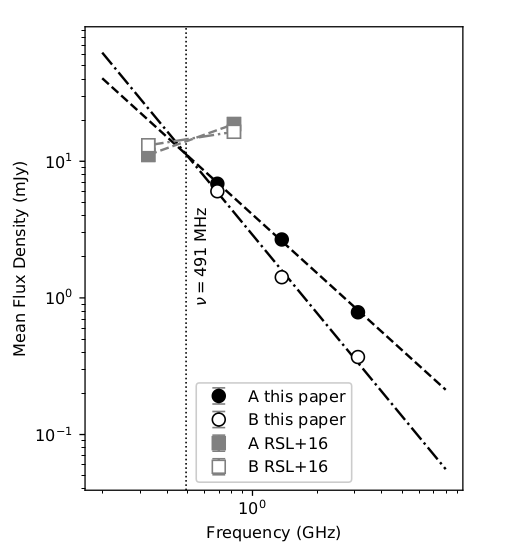 Mean Flux Density (mJy)
10¹
10⁰
10⁻¹
ν = 491 MHz
A this paper
B this paper
A RSL+16
B RSL+16
10⁰
Frequency (GHz)